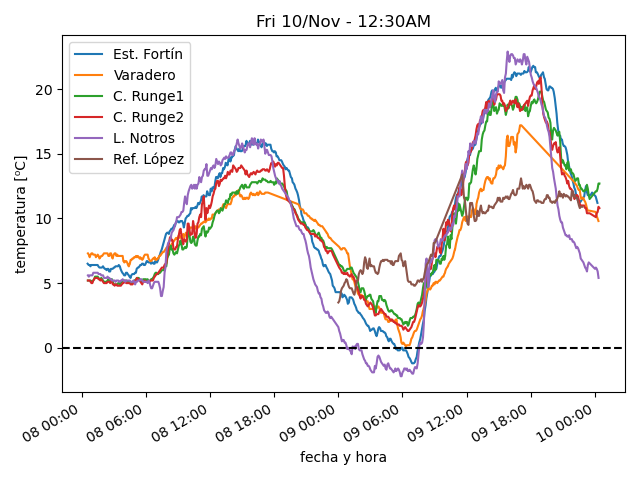 Fri 10/Nov - 12:30AM
Est. Fortín
Varadero
C. Runge1
C. Runge2
L. Notros
Ref. López
temperatura [ºC]
20
15
10
5
0
08 00:00
08 06:00
08 12:00
08 18:00
09 00:00
09 06:00
09 12:00
09 18:00
10 00:00
fecha y hora